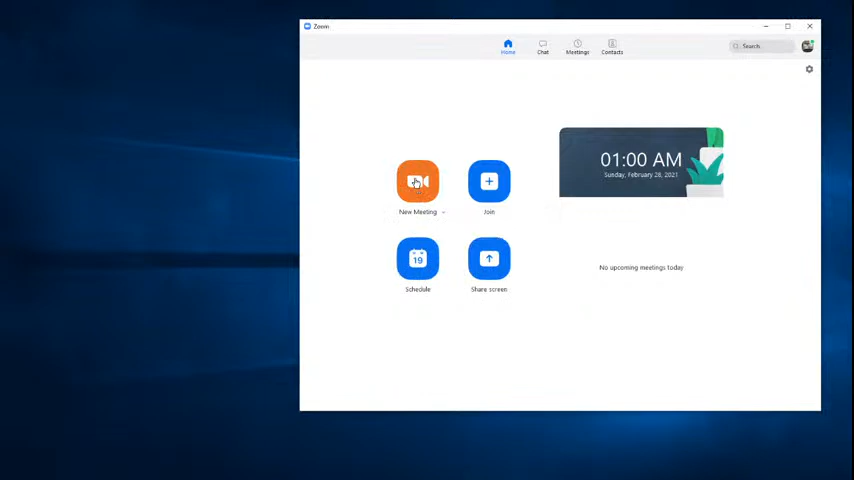 Zoom
Home
Chat
Meetings
Contacts
Search
01:00 AM
Sunday, February 28, 2021
New Meeting
Join
19
Schedule
Share screen
No upcoming meetings today